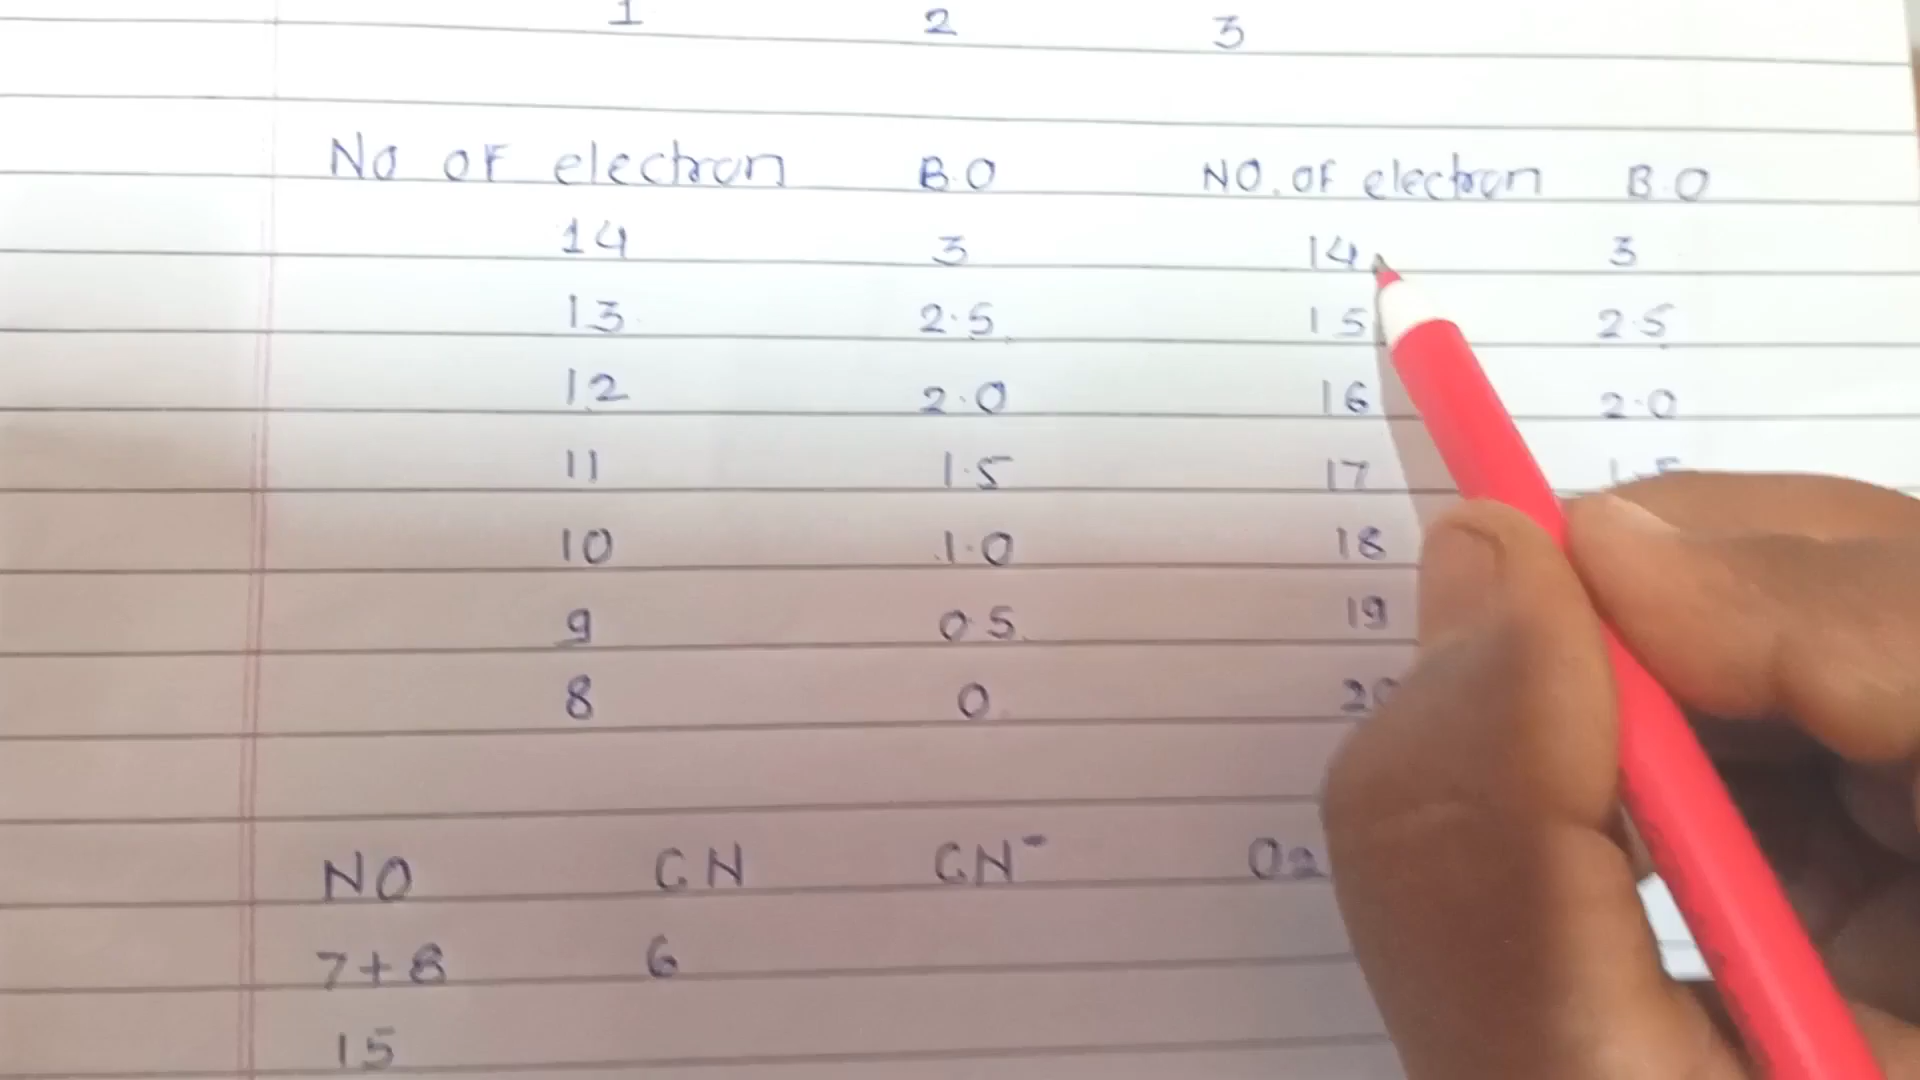 1 2 3
No OF electron B.O NO. OF electron B.O
14 3 14 3
13 2.5 15 2.5
12 2.0 16 2.0
11 1.5 17
10 1.0 18
9 0.5 19
8 0 20
NO CN CN⁻ O2
7+8 6
15